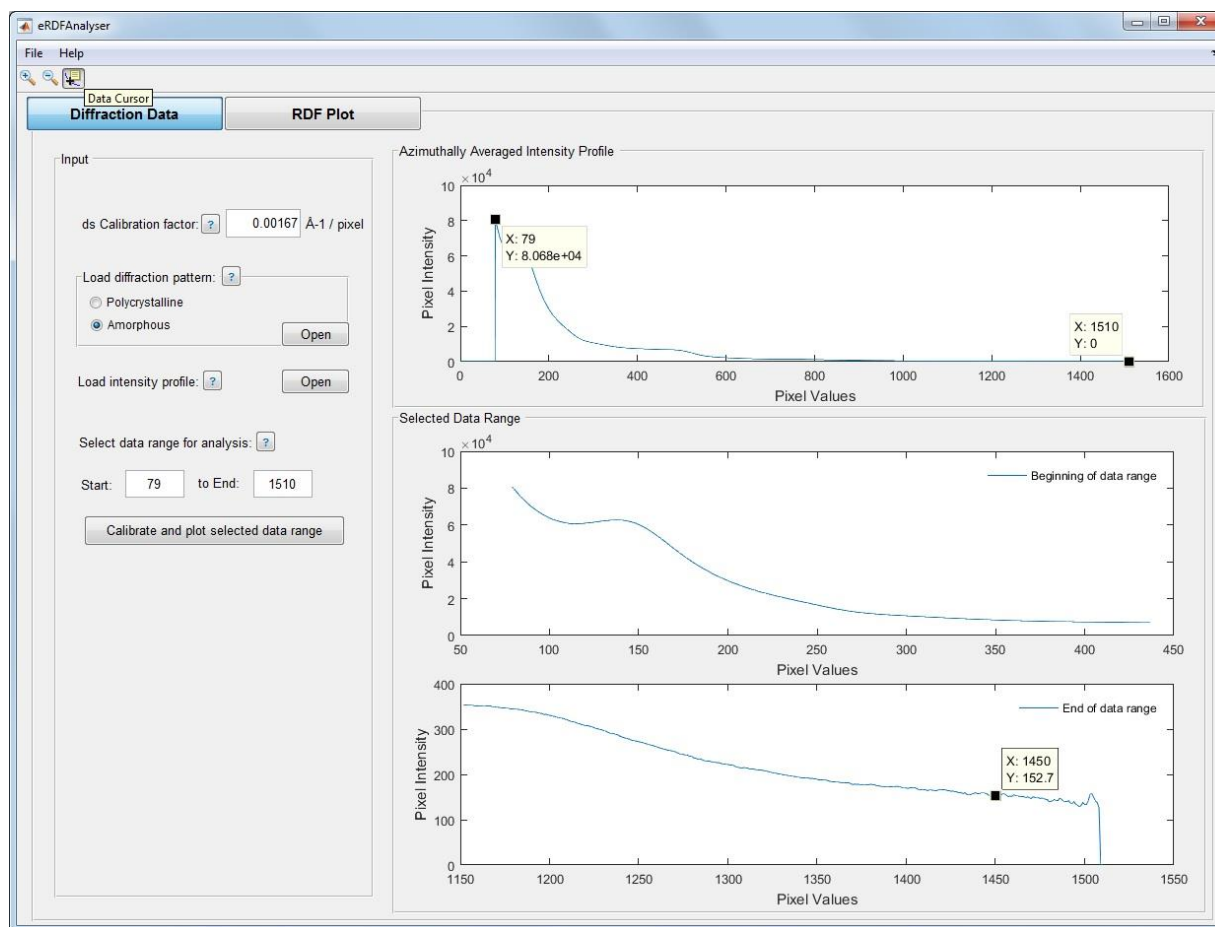 eRDFAnalyser
File Help
Data Cursor
Diffraction Data RDF Plot
Input
ds Calibration factor: ? 0.00167 Å-1 / pixel
Load diffraction pattern: ?
Polycrystalline
Amorphous
Open
Load intensity profile: ? Open
Select data range for analysis: ?
Start: 79 to End: 1510
Calibrate and plot selected data range
Azimuthally Averaged Intensity Profile
× 10^4
10
8
6
4
2
0
Pixel Intensity
X: 79
Y: 8.068e+04
X: 1510
Y: 0
0 200 400 600 800 1000 1200 1400 1600
Pixel Values
Selected Data Range
× 10^4
10
8
6
4
2
0
Pixel Intensity
Beginning of data range
50 100 150 200 250 300 350 400 450
Pixel Values
400
300
200
100
0
Pixel Intensity
End of data range
X: 1450
Y: 152.7
1150 1200 1250 1300 1350 1400 1450 1500 1550
Pixel Values